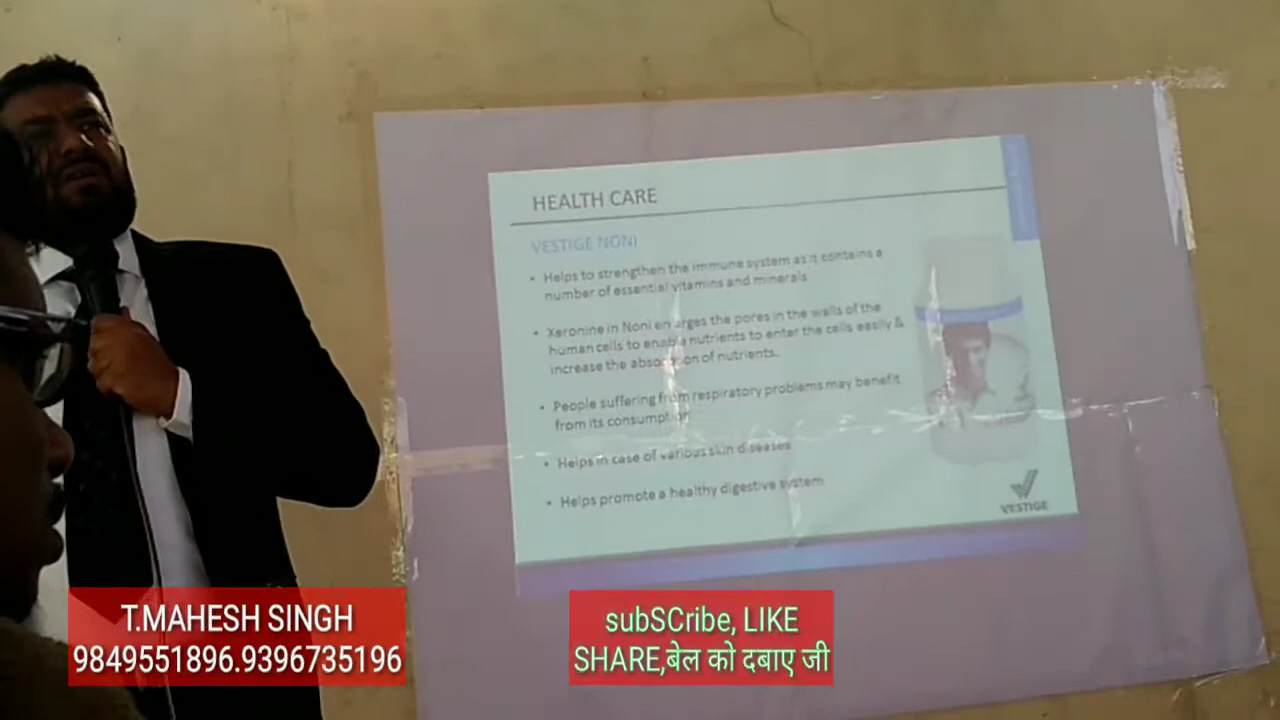 HEALTH CARE
VESTIGE NONI
• Helps to strengthen the immune system as it contains a
number of essential vitamins and minerals
• Xeronine in Noni enlarges the pores in the walls of the
human cells to enable nutrients to enter the cells easily &
increase the absorption of nutrients.
• People suffering from respiratory problems may benefit
from its consumption
• Helps in case of various skin diseases
• Helps promote a healthy digestive system
VESTIGE
T.MAHESH SINGH
9849551896.9396735196
subSCribe, LIKE
SHARE,बेल को दबाए जी